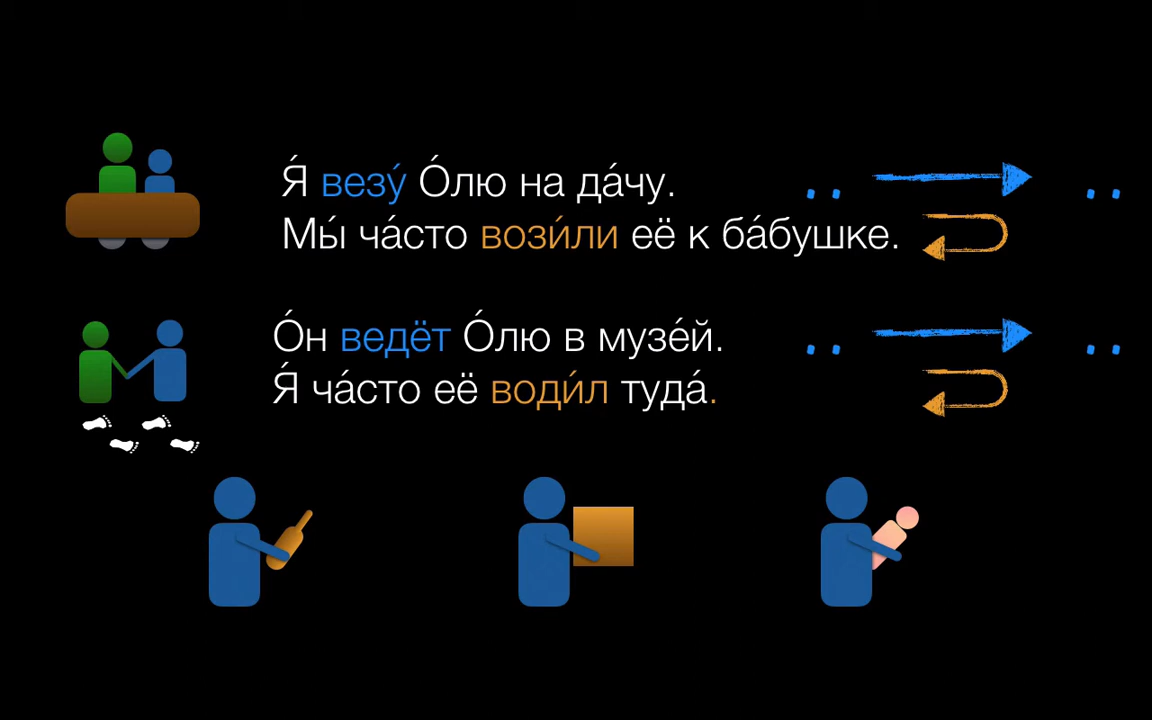 Я́ везу́ О́лю на да́чу.
Мы́ ча́сто вози́ли её к ба́бушке.
О́н ведёт О́лю в музе́й.
Я́ ча́сто её води́л туда́.